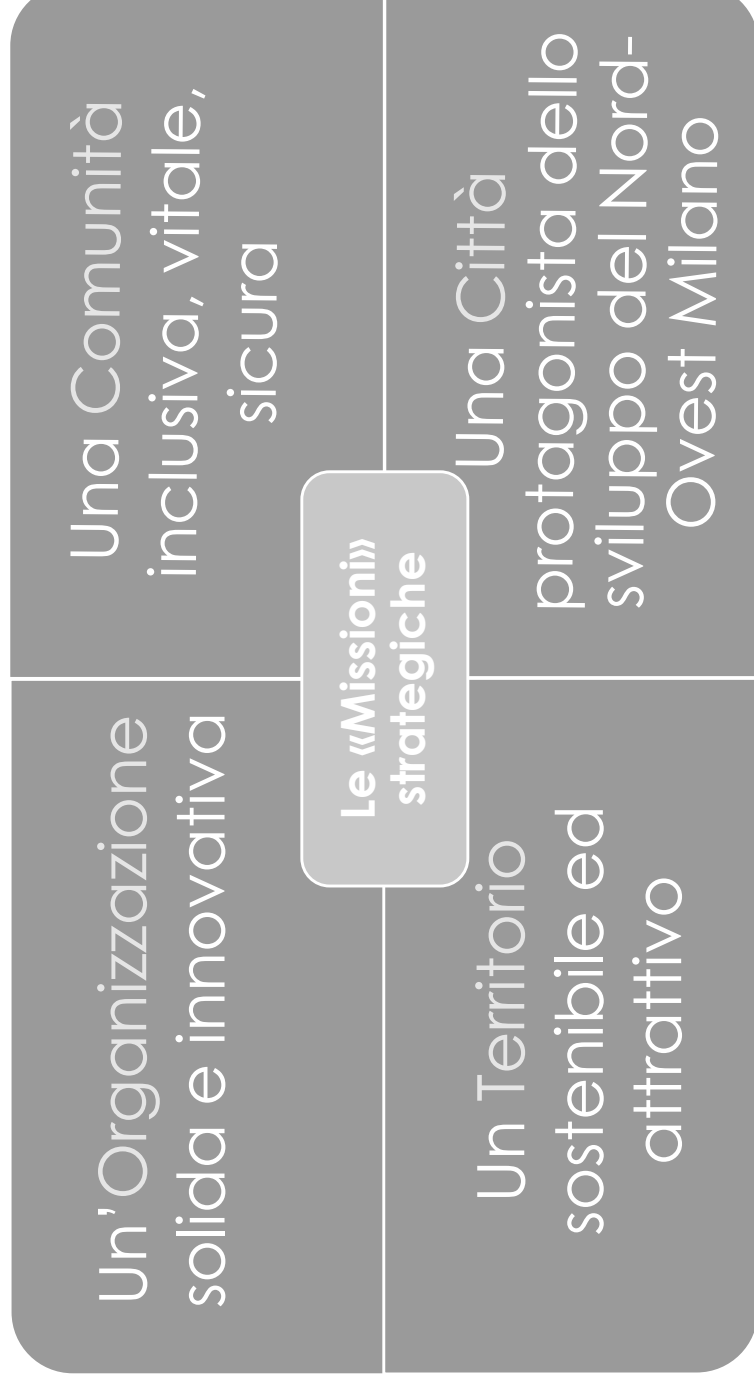 Un'Organizzazione
solida e innovativa
Una Comunità
inclusiva, vitale,
sicura
Le «Missioni»
strategiche
Un Territorio
sostenibile ed
attrattivo
Una Città
protagonista dello
sviluppo del Nord-
Ovest Milano